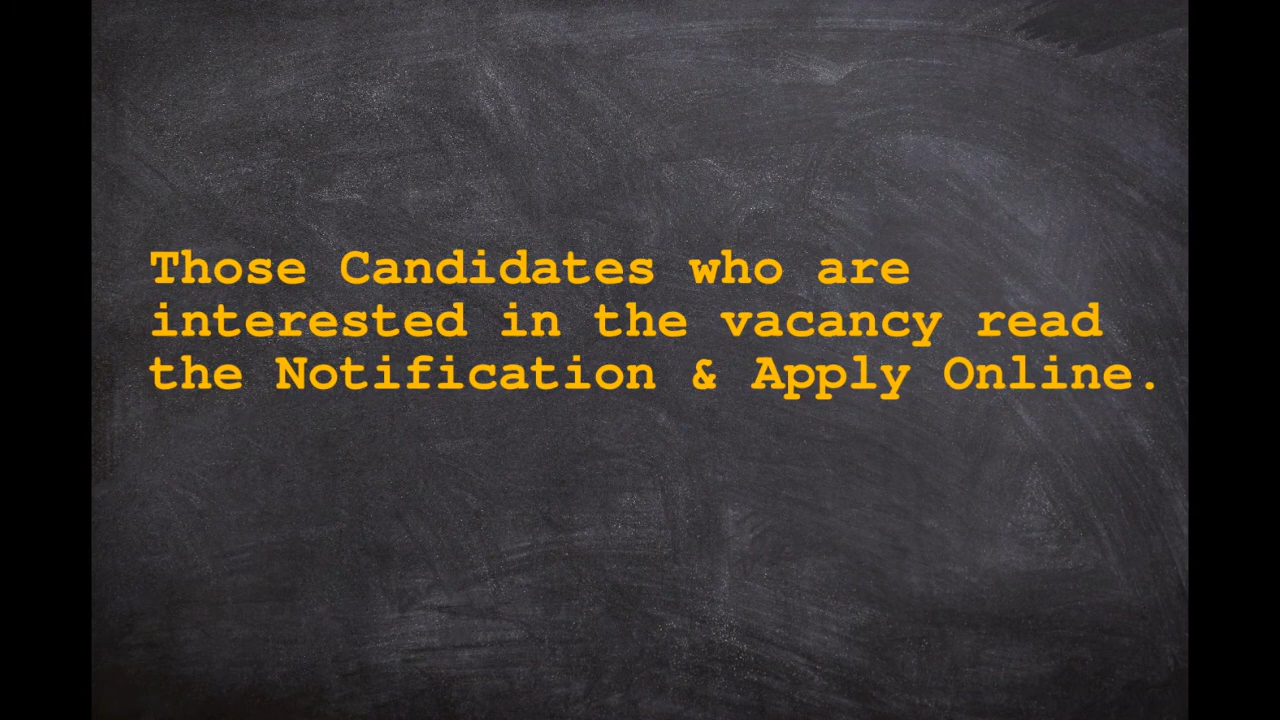 Those Candidates who are
interested in the vacancy read
the Notification & Apply Online.